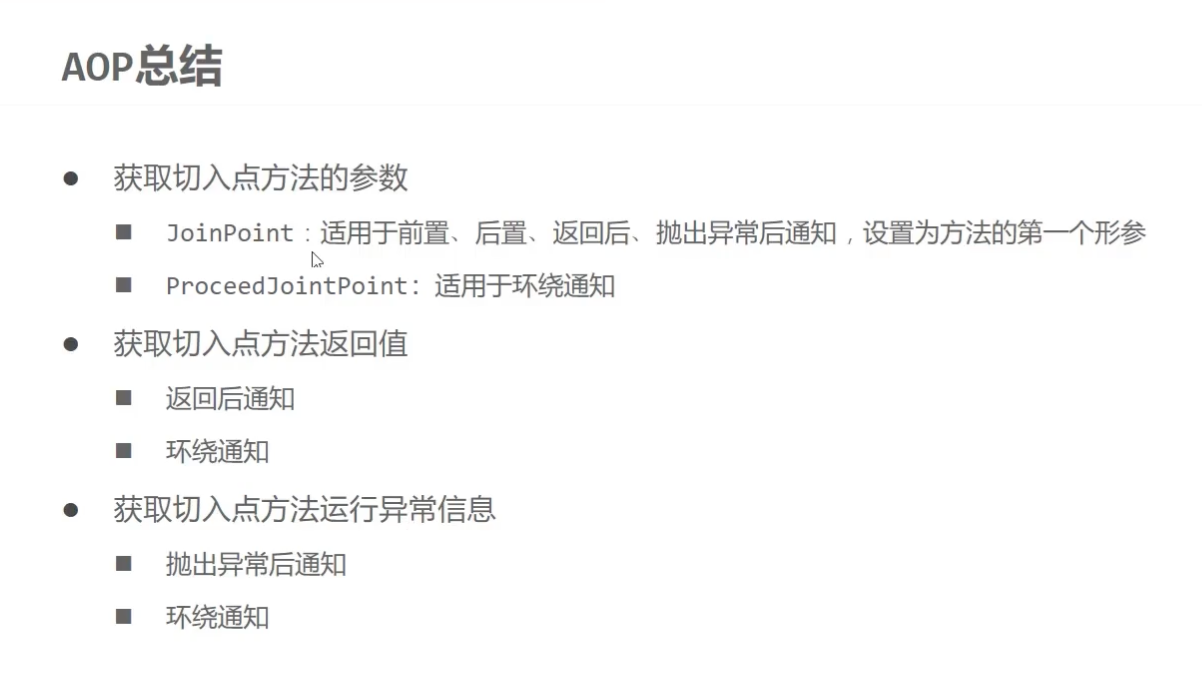 AOP总结
● 获取切入点方法的参数
■ JoinPoint：适用于前置、后置、返回后、抛出异常后通知，设置为方法的第一个形参
■ ProceedJointPoint：适用于环绕通知
● 获取切入点方法返回值
■ 返回后通知
■ 环绕通知
● 获取切入点方法运行异常信息
■ 抛出异常后通知
■ 环绕通知